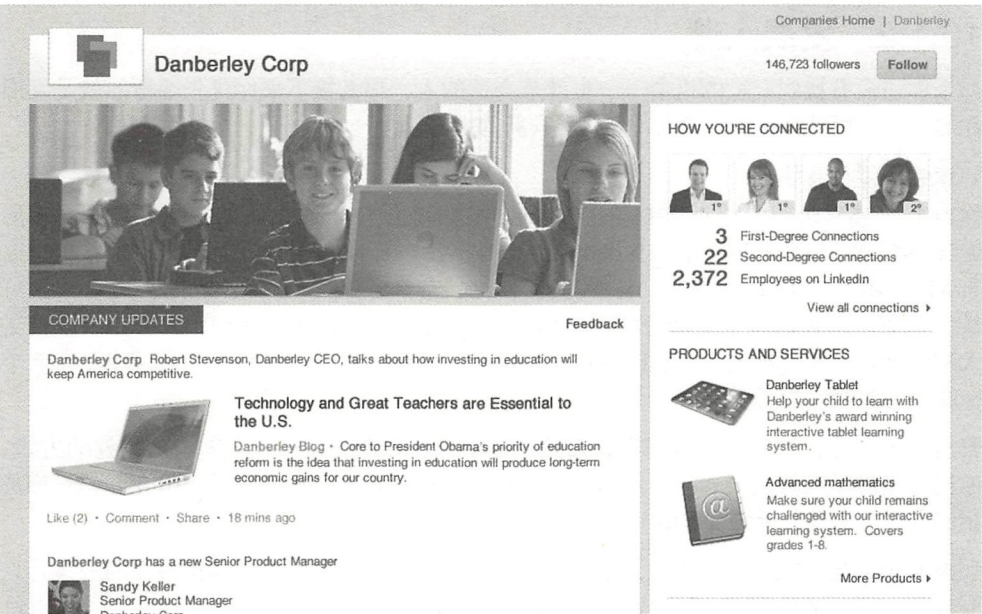 Companies Home | Danberley
Danberley Corp
146,723 followers
Follow
HOW YOU'RE CONNECTED
1°
1°
1°
2°
3 First-Degree Connections
22 Second-Degree Connections
2,372 Employees on LinkedIn
View all connections
COMPANY UPDATES
Feedback
Danberley Corp Robert Stevenson, Danberley CEO, talks about how investing in education will
keep America competitive.
Technology and Great Teachers are Essential to
the U.S.
Danberley Blog • Core to President Obama's priority of education
reform is the idea that investing in education will produce long-term
economic gains for our country.
Like (2) • Comment • Share • 18 mins ago
Danberley Corp has a new Senior Product Manager
Sandy Keller
Senior Product Manager
Danberley Corp
PRODUCTS AND SERVICES
Danberley Tablet
Help your child to learn with
Danberley's award winning
interactive tablet learning
system.
@
Advanced mathematics
Make sure your child remains
challenged with our interactive
learning system. Covers
grades 1-8.
More Products